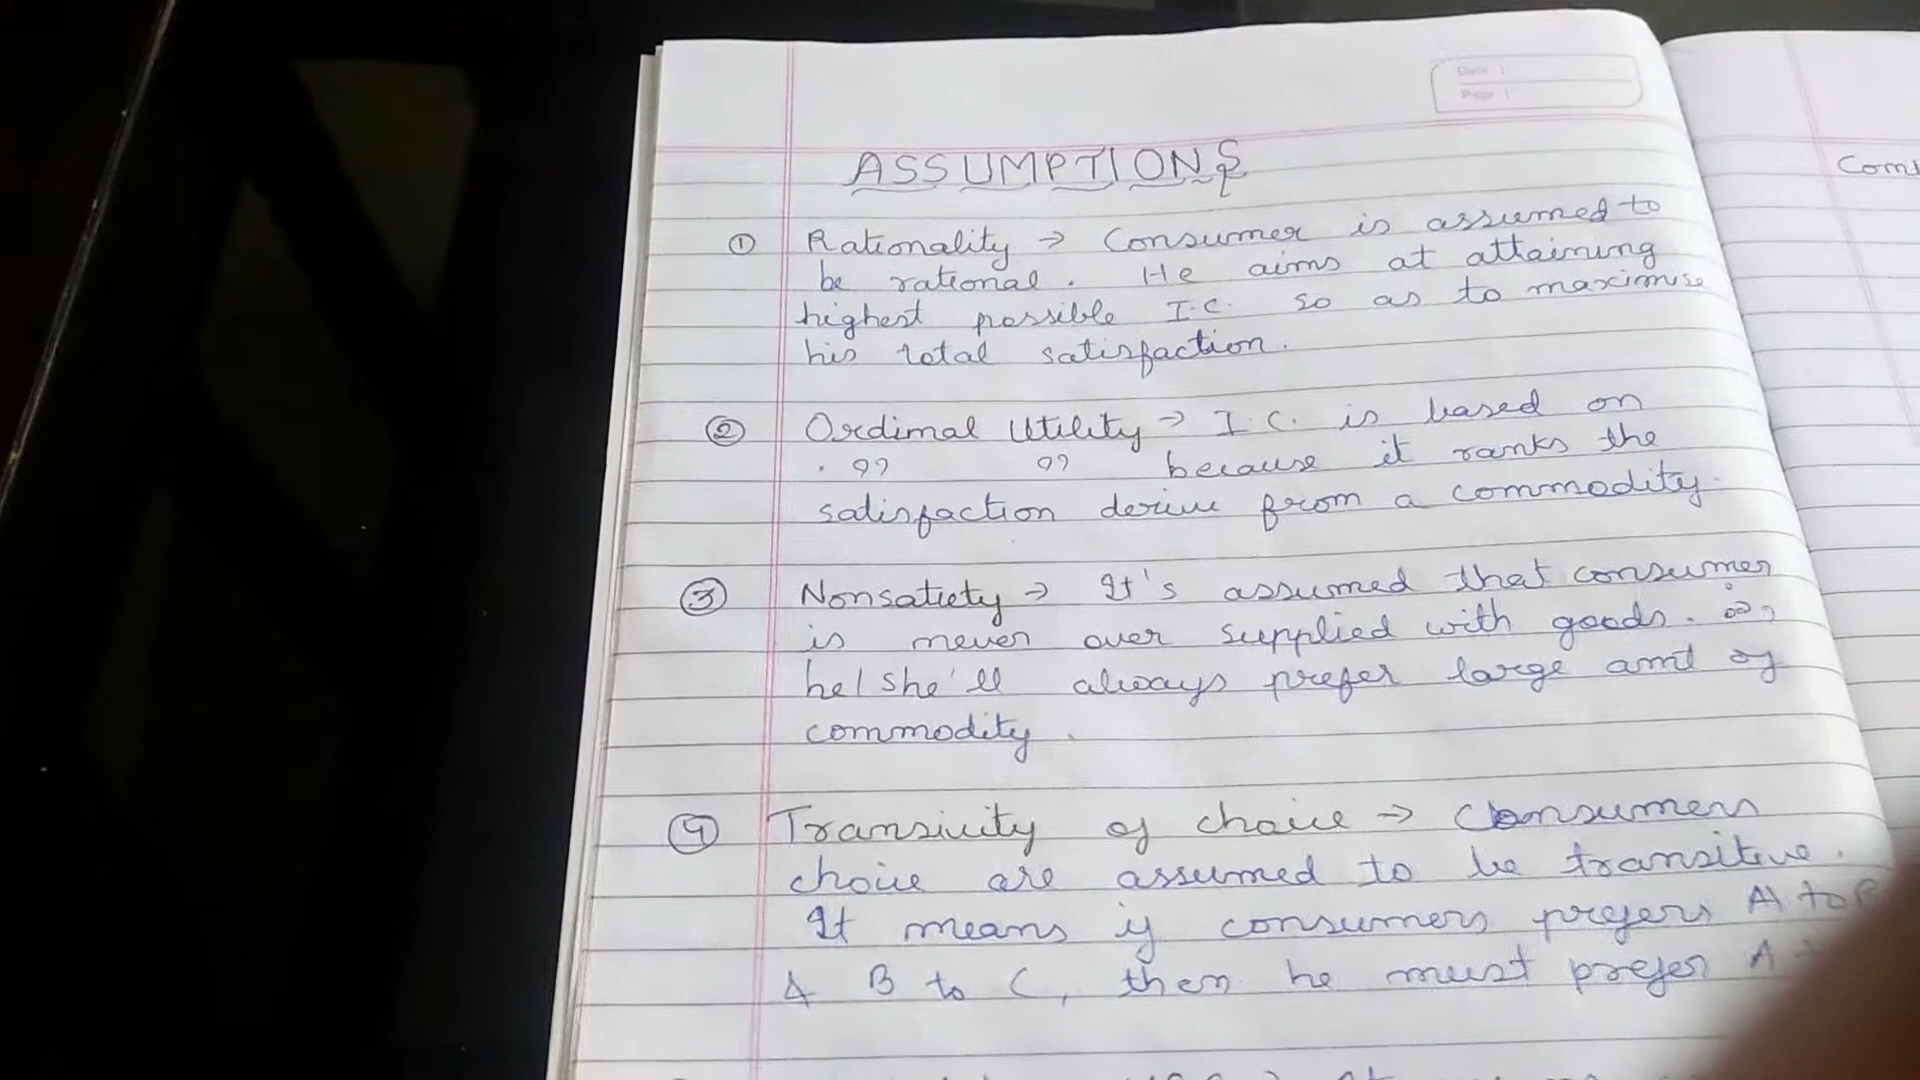 Date :
Page :
ASSUMPTIONS
① Rationality → Consumer is assumed to
be rational. He aims at attaining
highest possible I.C. so as to maximise
his total satisfaction.
② Ordimal Utility → I.C. is based on
" " because it ranks the
satisfaction derive from a commodity.
③ Nonsatiety → It's assumed that consumer
is never over supplied with goods.
he/she'll always prefer large amt of
commodity.
④ Transivity of choice → Consumers
choice are assumed to be transitive.
It means if consumers prefers A to B
& B to C, then he must prefer A
Com